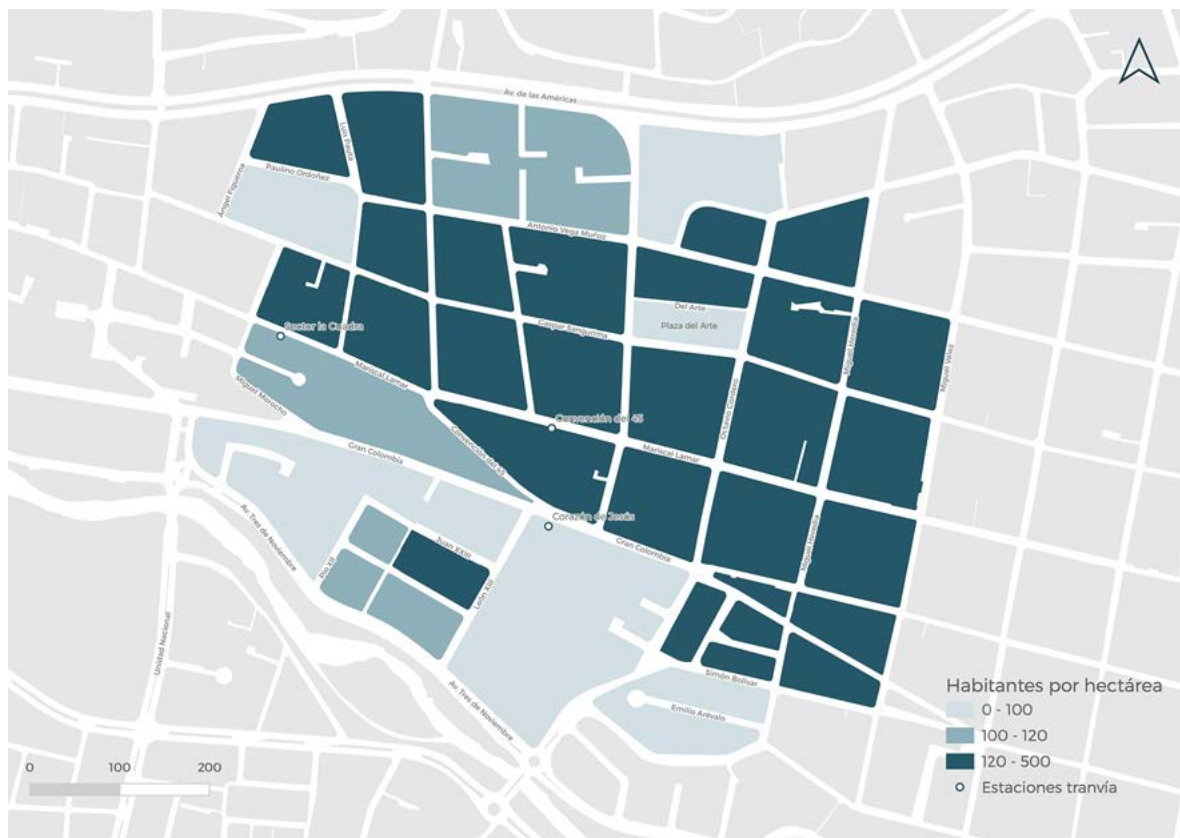 Av. de las Américas
Luis Pauta
Paulino Ordoñez
Ángel Figueroa
Antonio Vega Muñoz
Del Arte
Plaza del Arte
Gaspar Sangurima
Sector la Cuadra
Miguel Heredia
Miguel Vélez
Mariscal Lamar
Miguel Morocho
Octavio Cordero
Convención del 45
Convención del 45
Mariscal Lamar
Gran Colombia
Corazón de Jesús
Av. Tres de Noviembre
Juan XXIII
Gran Colombia
Miguel Heredia
Pio XII
León XIII
Unidad Nacional
Simón Bolívar
Av. Tres de Noviembre
Emilio Arévalo
Habitantes por hectárea
0 - 100
100 - 120
120 - 500
Estaciones tranvía
0 100 200